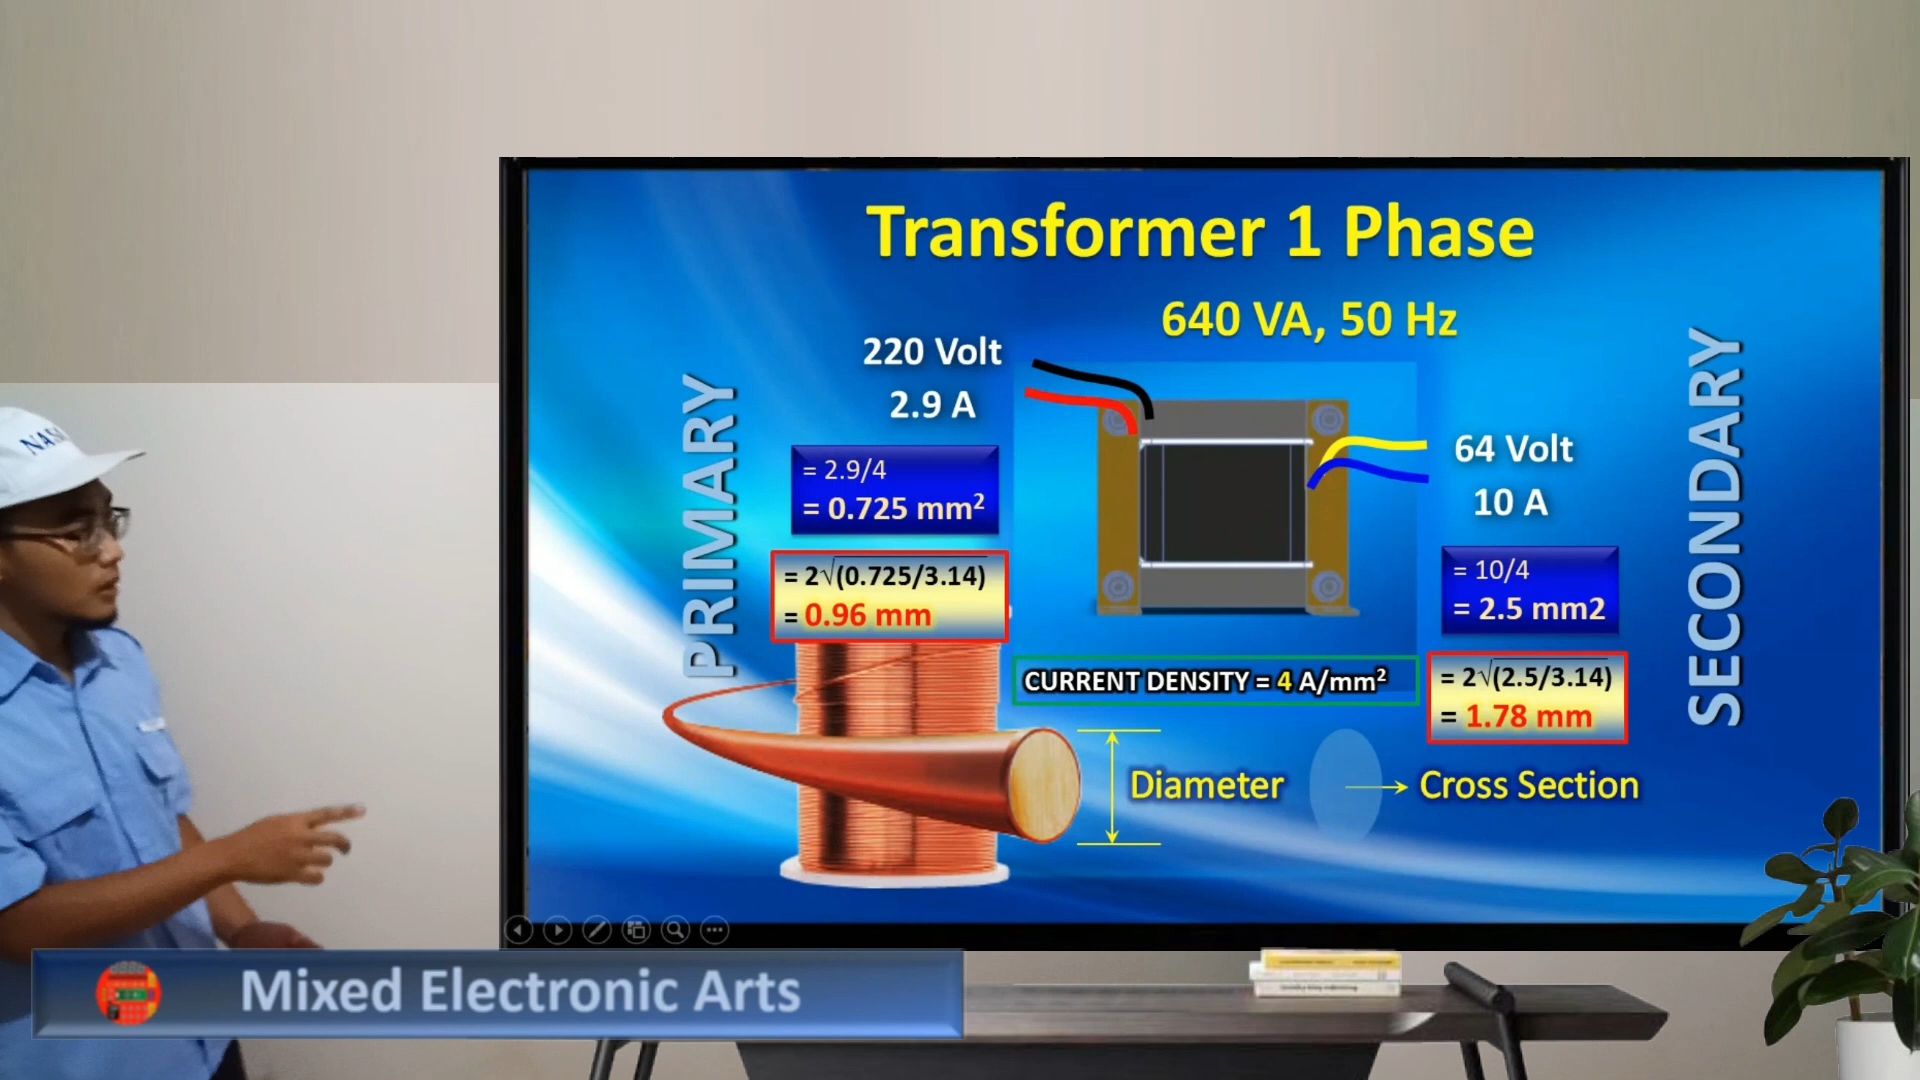 Transformer 1 Phase
640 VA, 50 Hz
220 Volt
2.9 A
PRIMARY
= 2.9/4
= 0.725 mm²
= 2√(0.725/3.14)
= 0.96 mm
64 Volt
10 A
SECONDARY
= 10/4
= 2.5 mm2
= 2√(2.5/3.14)
= 1.78 mm
CURRENT DENSITY = 4 A/mm²
Diameter
Cross Section
NASA
Mixed Electronic Arts